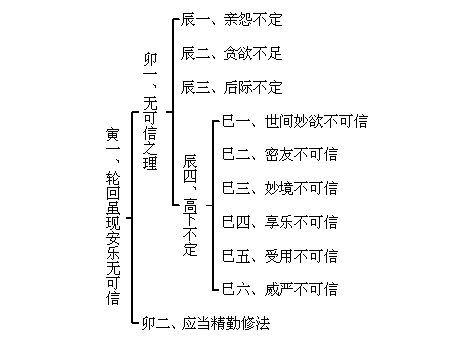 寅一、轮回虽现安乐无可信
卯一、无可信之理
辰一、亲怨不定
辰二、贪欲不足
辰三、后际不定
辰四、高下不定
巳一、世间妙欲不可信
巳二、密友不可信
巳三、妙境不可信
巳四、享乐不可信
巳五、受用不可信
巳六、威严不可信
卯二、应当精勤修法